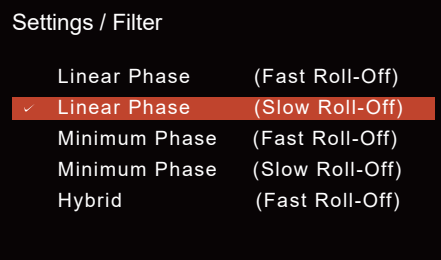 Settings / Filter
Linear Phase (Fast Roll-Off)
✓ Linear Phase (Slow Roll-Off)
Minimum Phase (Fast Roll-Off)
Minimum Phase (Slow Roll-Off)
Hybrid (Fast Roll-Off)